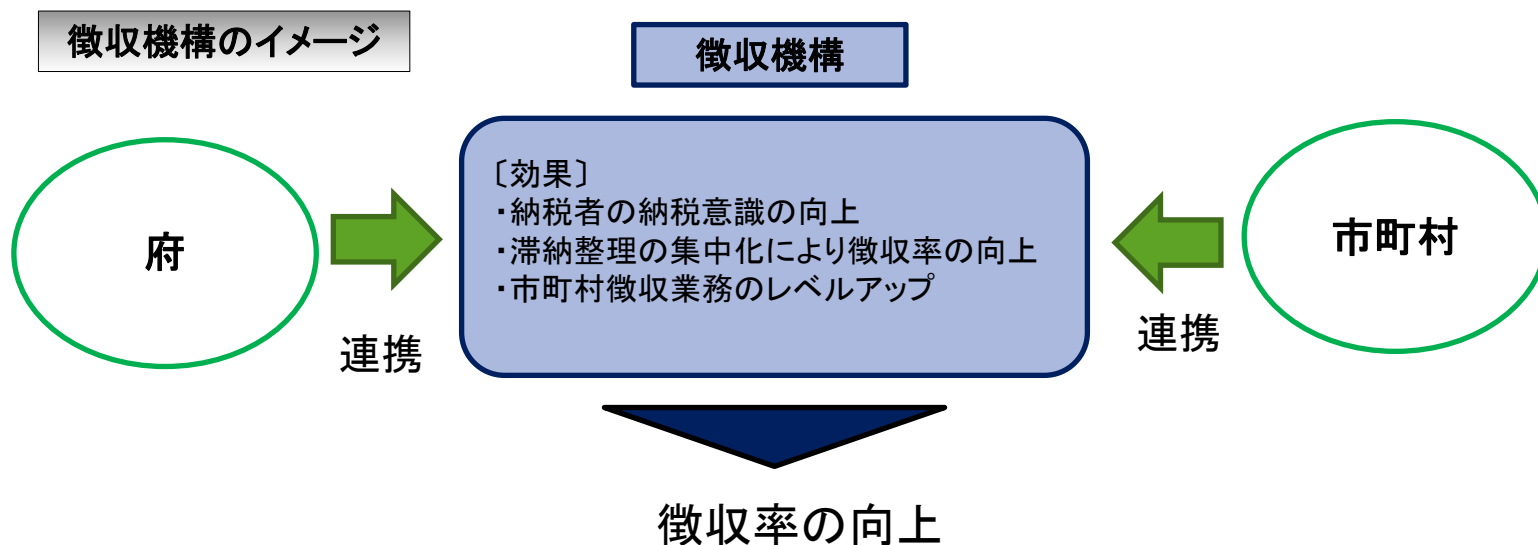 徴収機構のイメージ
徴収機構
府
連携
〔効果〕
・納税者の納税意識の向上
・滞納整理の集中化により徴収率の向上
・市町村徴収業務のレベルアップ
市町村
連携
徴収率の向上